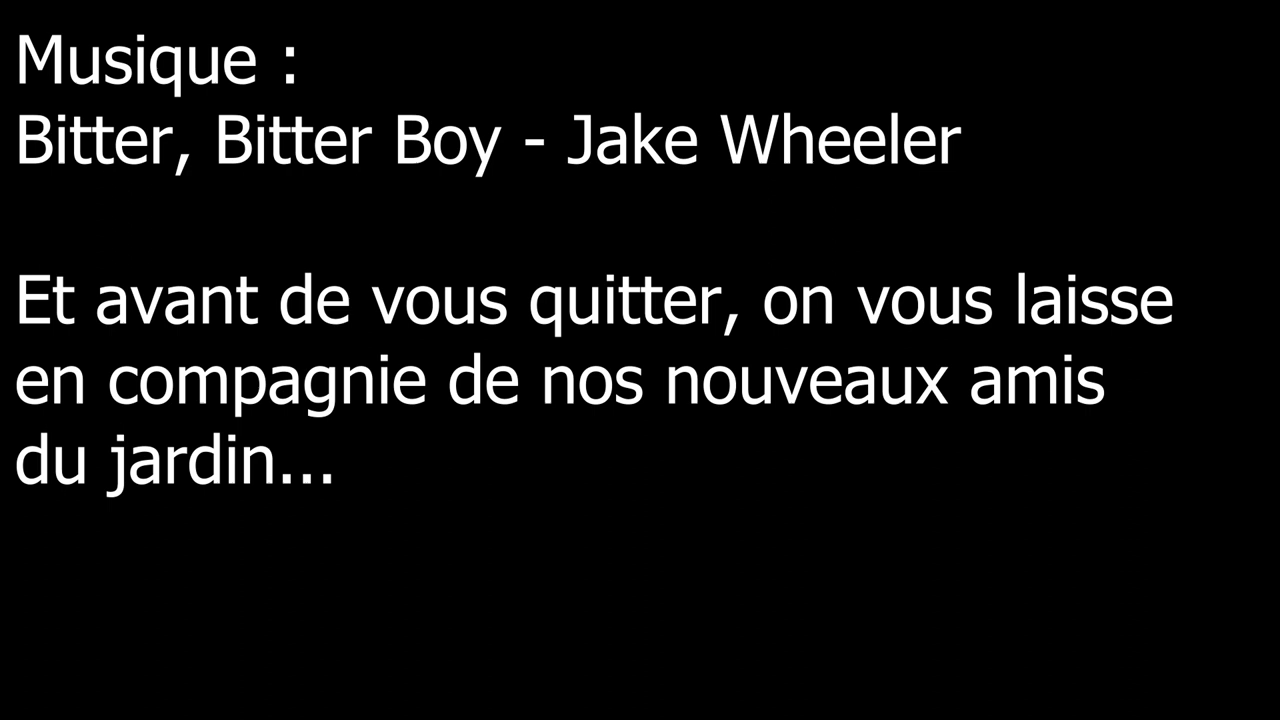 Musique :
Bitter, Bitter Boy - Jake Wheeler
Et avant de vous quitter, on vous laisse
en compagnie de nos nouveaux amis
du jardin...